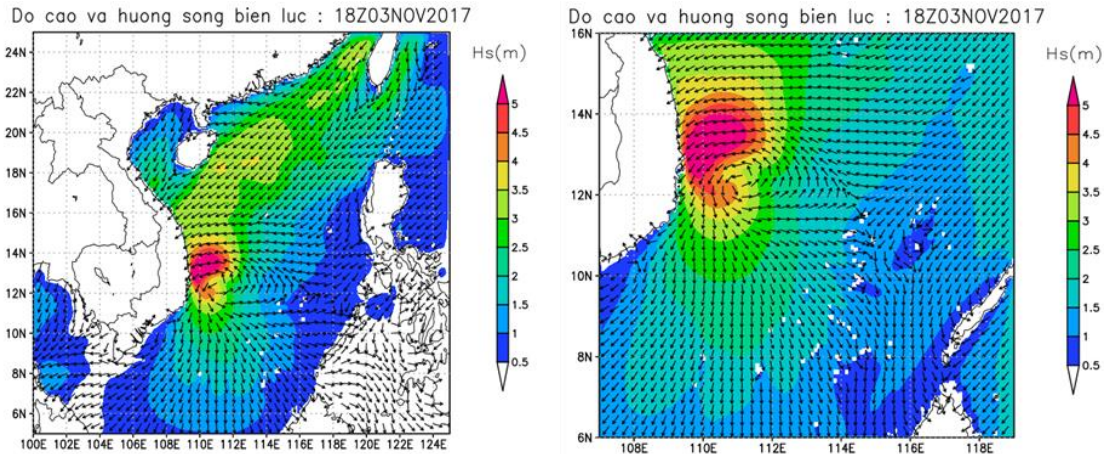 Do cao va huong song bien luc : 18Z03NOV2017
Hs(m)
24N
22N
20N
18N
16N
14N
12N
10N
8N
6N
100E 102E 104E 106E 108E 110E 112E 114E 116E 118E 120E 122E 124E
5
4.5
4
3.5
3
2.5
2
1.5
1
0.5
Do cao va huong song bien luc : 18Z03NOV2017
Hs(m)
16N
14N
12N
10N
8N
6N
108E 110E 112E 114E 116E 118E
5
4.5
4
3.5
3
2.5
2
1.5
1
0.5